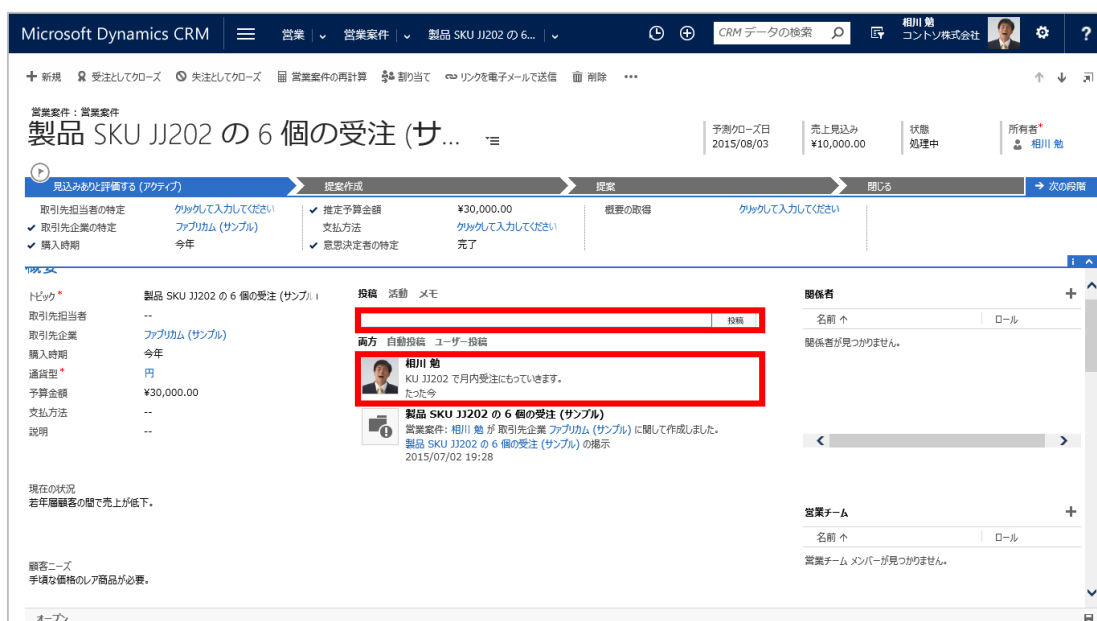 Microsoft Dynamics CRM 営業 営業案件 製品 SKU JJ202 の 6... CRM データの検索 相川 勉 コントソ株式会社 ?
新規 受注としてクローズ 失注としてクローズ 営業案件の再計算 割り当て リンクを電子メールで送信 削除 •••
営業案件 : 営業案件
製品 SKU JJ202 の 6 個の受注 (サ...
予測クローズ日 売上見込み 状態 所有者*
2015/08/03 ¥10,000.00 処理中 相川 勉
見込みありと評価する (アクティブ) 提案作成 提案 閉じる → 次の段階
取引先担当者の特定 クリックして入力してください ✓ 推定予算金額 ¥30,000.00 概要の取得 クリックして入力してください
✓ 取引先企業の特定 ファブリカム (サンプル) 支払方法 クリックして入力してください
✓ 購入時期 今年 ✓ 意思決定者の特定 完了
概要
トピック* 製品 SKU JJ202 の 6 個の受注 (サンプル)
取引先担当者 --
取引先企業 ファブリカム (サンプル)
購入時期 今年
通貨型* 円
予算金額 ¥30,000.00
支払方法 --
説明 --
現在の状況
若年層顧客の間で売上が低下。
顧客ニーズ
手頃な価格のレア商品が必要。
投稿 活動 メモ
投稿
両方 自動投稿 ユーザー投稿
相川 勉
KU JJ202 で月内受注にもっていきます。
たった今
製品 SKU JJ202 の 6 個の受注 (サンプル)
営業案件: 相川 勉 が 取引先企業 ファブリカム (サンプル) に関して作成しました。
製品 SKU JJ202 の 6 個の受注 (サンプル) の掲示
2015/07/02 19:28
関係者 +
名前 ↑ ロール
関係者が見つかりません。
営業チーム +
名前 ↑ ロール
営業チーム メンバーが見つかりません。
オープン